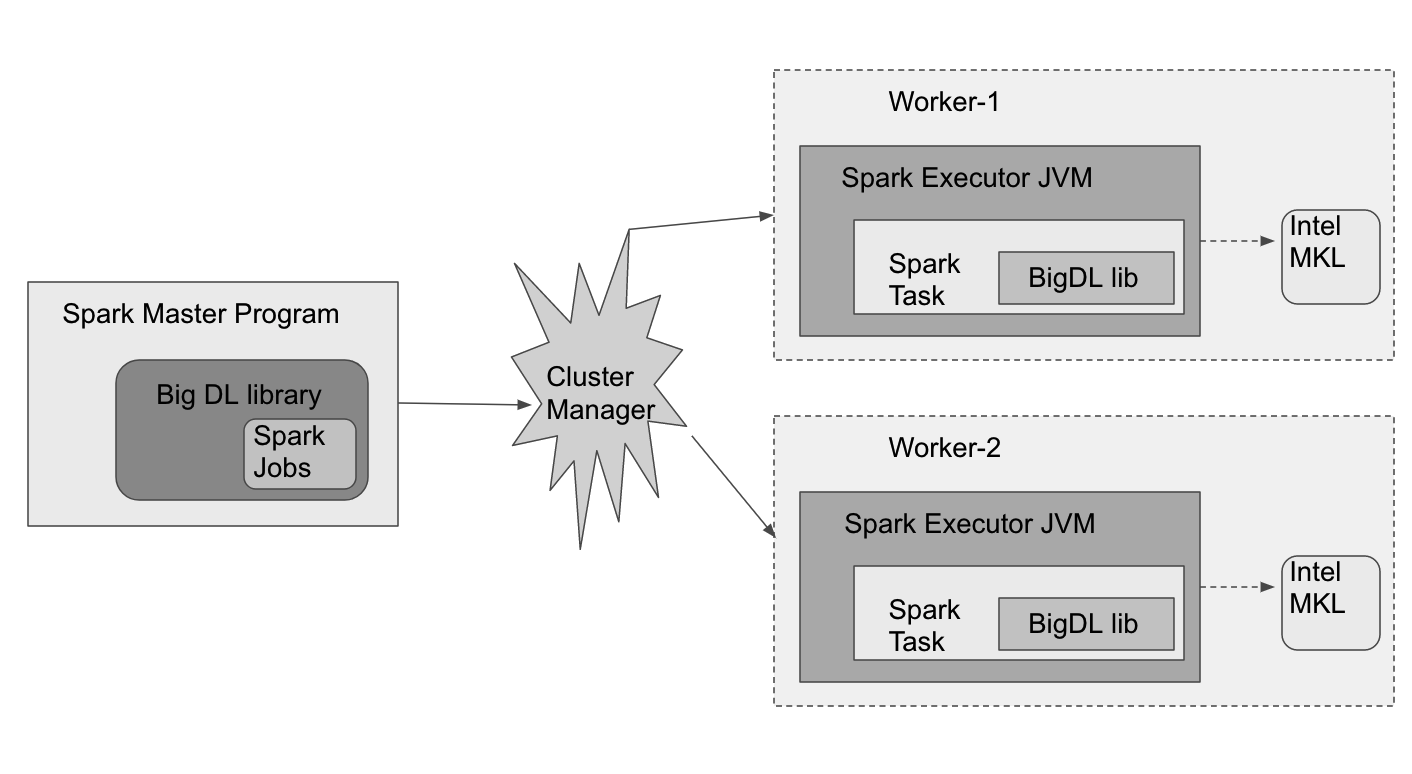 Spark Master Program
Big DL library
Spark
Jobs
Cluster
Manager
Worker-1
Spark Executor JVM
Spark
Task
BigDL lib
Intel
MKL
Worker-2
Spark Executor JVM
Spark
Task
BigDL lib
Intel
MKL